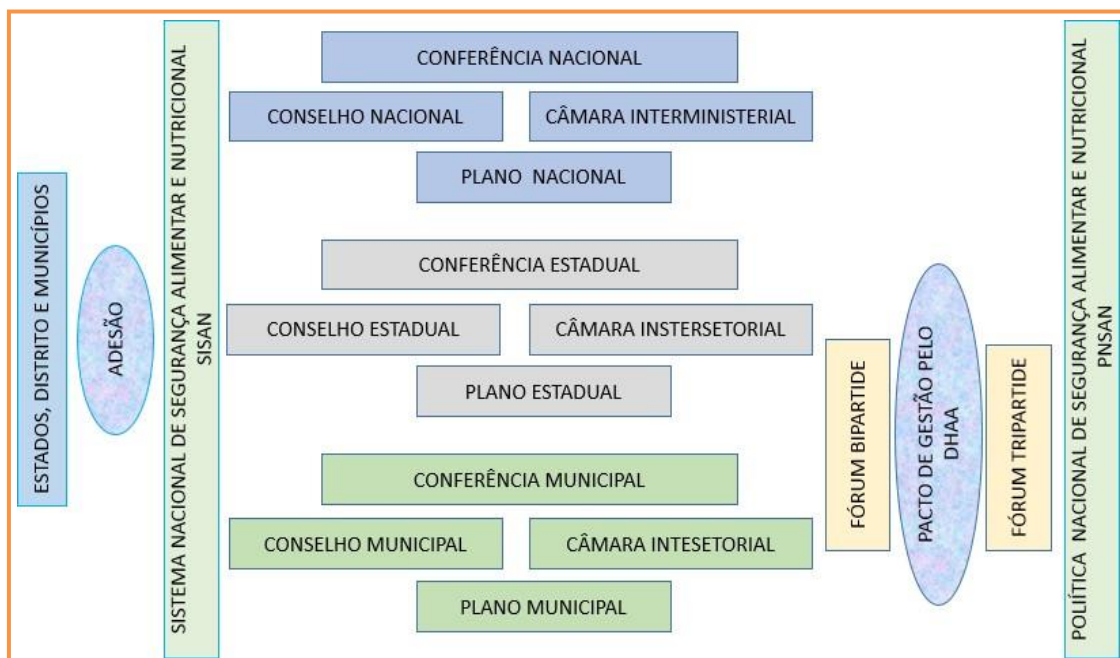 ESTADOS, DISTRITO E MUNICÍPIOS
ADESÃO
SISTEMA NACIONAL DE SEGURANÇA ALIMENTAR E NUTRICIONAL
SISAN
CONFERÊNCIA NACIONAL
CONSELHO NACIONAL
CÂMARA INTERMINISTERIAL
PLANO NACIONAL
CONFERÊNCIA ESTADUAL
CONSELHO ESTADUAL
CÂMARA INSTERSETORIAL
PLANO ESTADUAL
CONFERÊNCIA MUNICIPAL
CONSELHO MUNICIPAL
CÂMARA INTESETORIAL
PLANO MUNICIPAL
FÓRUM BIPARTIDE
PACTO DE GESTÃO PELO
DHAA
FÓRUM TRIPARTIDE
POLÍTICA NACIONAL DE SEGURANÇA ALIMENTAR E NUTRICIONAL
PNSAN